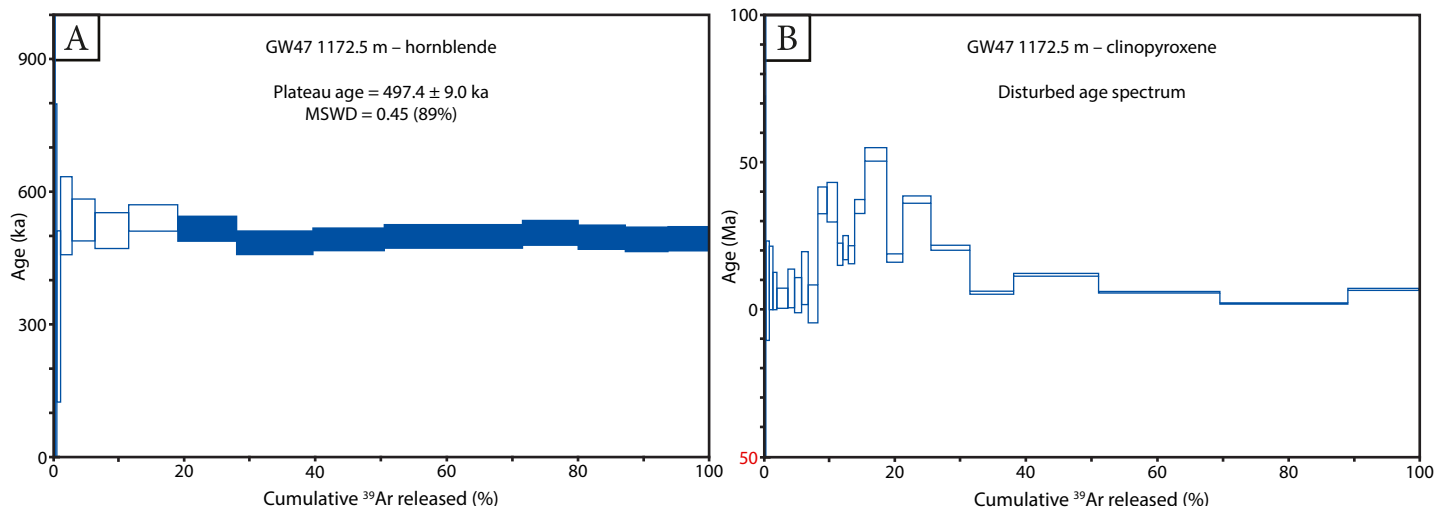 A
GW47 1172.5 m – hornblende
Plateau age = 497.4 ± 9.0 ka
MSWD = 0.45 (89%)
900
600
300
0
Age (ka)
0
20
40
60
80
100
Cumulative ³⁹Ar released (%)
B
GW47 1172.5 m – clinopyroxene
Disturbed age spectrum
100
50
0
50
Age (Ma)
0
20
40
60
80
100
Cumulative ³⁹Ar released (%)